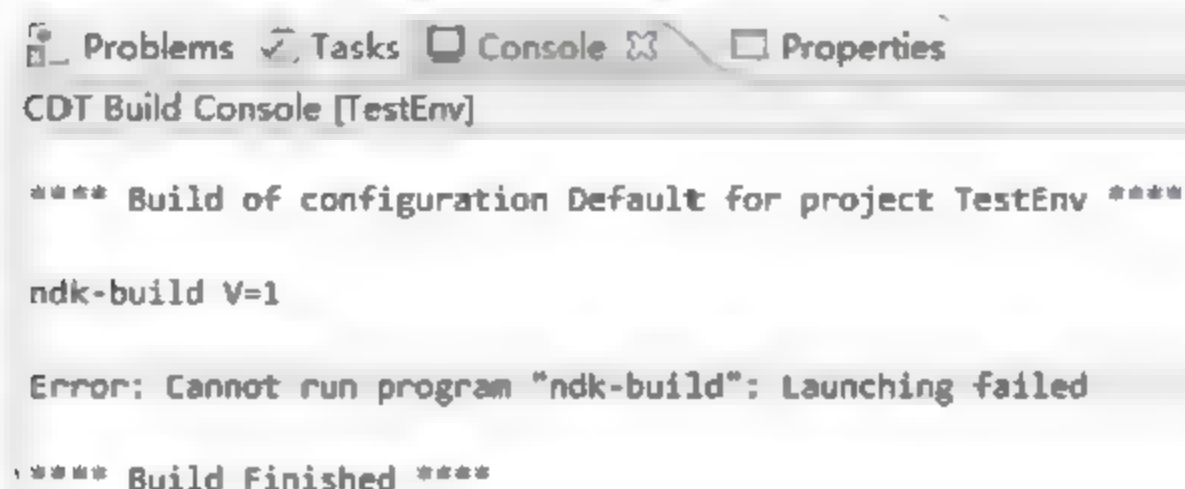 Problems Tasks Console Properties
CDT Build Console [TestEnv]
**** Build of configuration Default for project TestEnv ****
ndk-build V=1
Error: Cannot run program "ndk-build": Launching failed
**** Build Finished ****